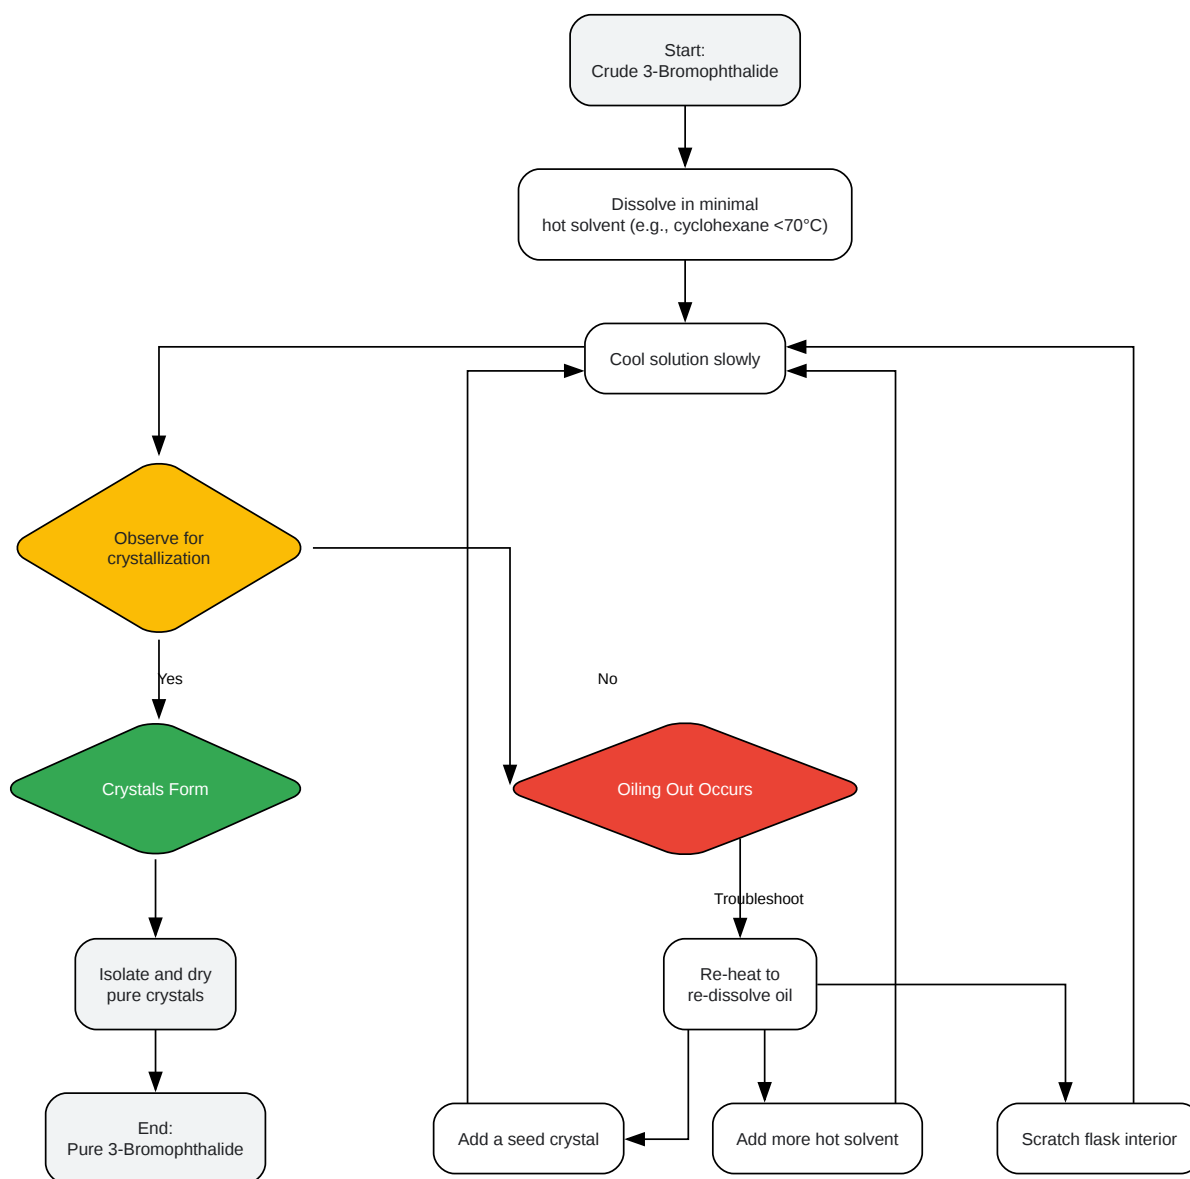 Start:
Crude 3-Bromophthalide
Dissolve in minimal
hot solvent (e.g., cyclohexane <70°C)
Cool solution slowly
Observe for
crystallization
Yes
No
Crystals Form
Oiling Out Occurs
Troubleshoot
Isolate and dry
pure crystals
Re-heat to
re-dissolve oil
End:
Pure 3-Bromophthalide
Add a seed crystal
Add more hot solvent
Scratch flask interior